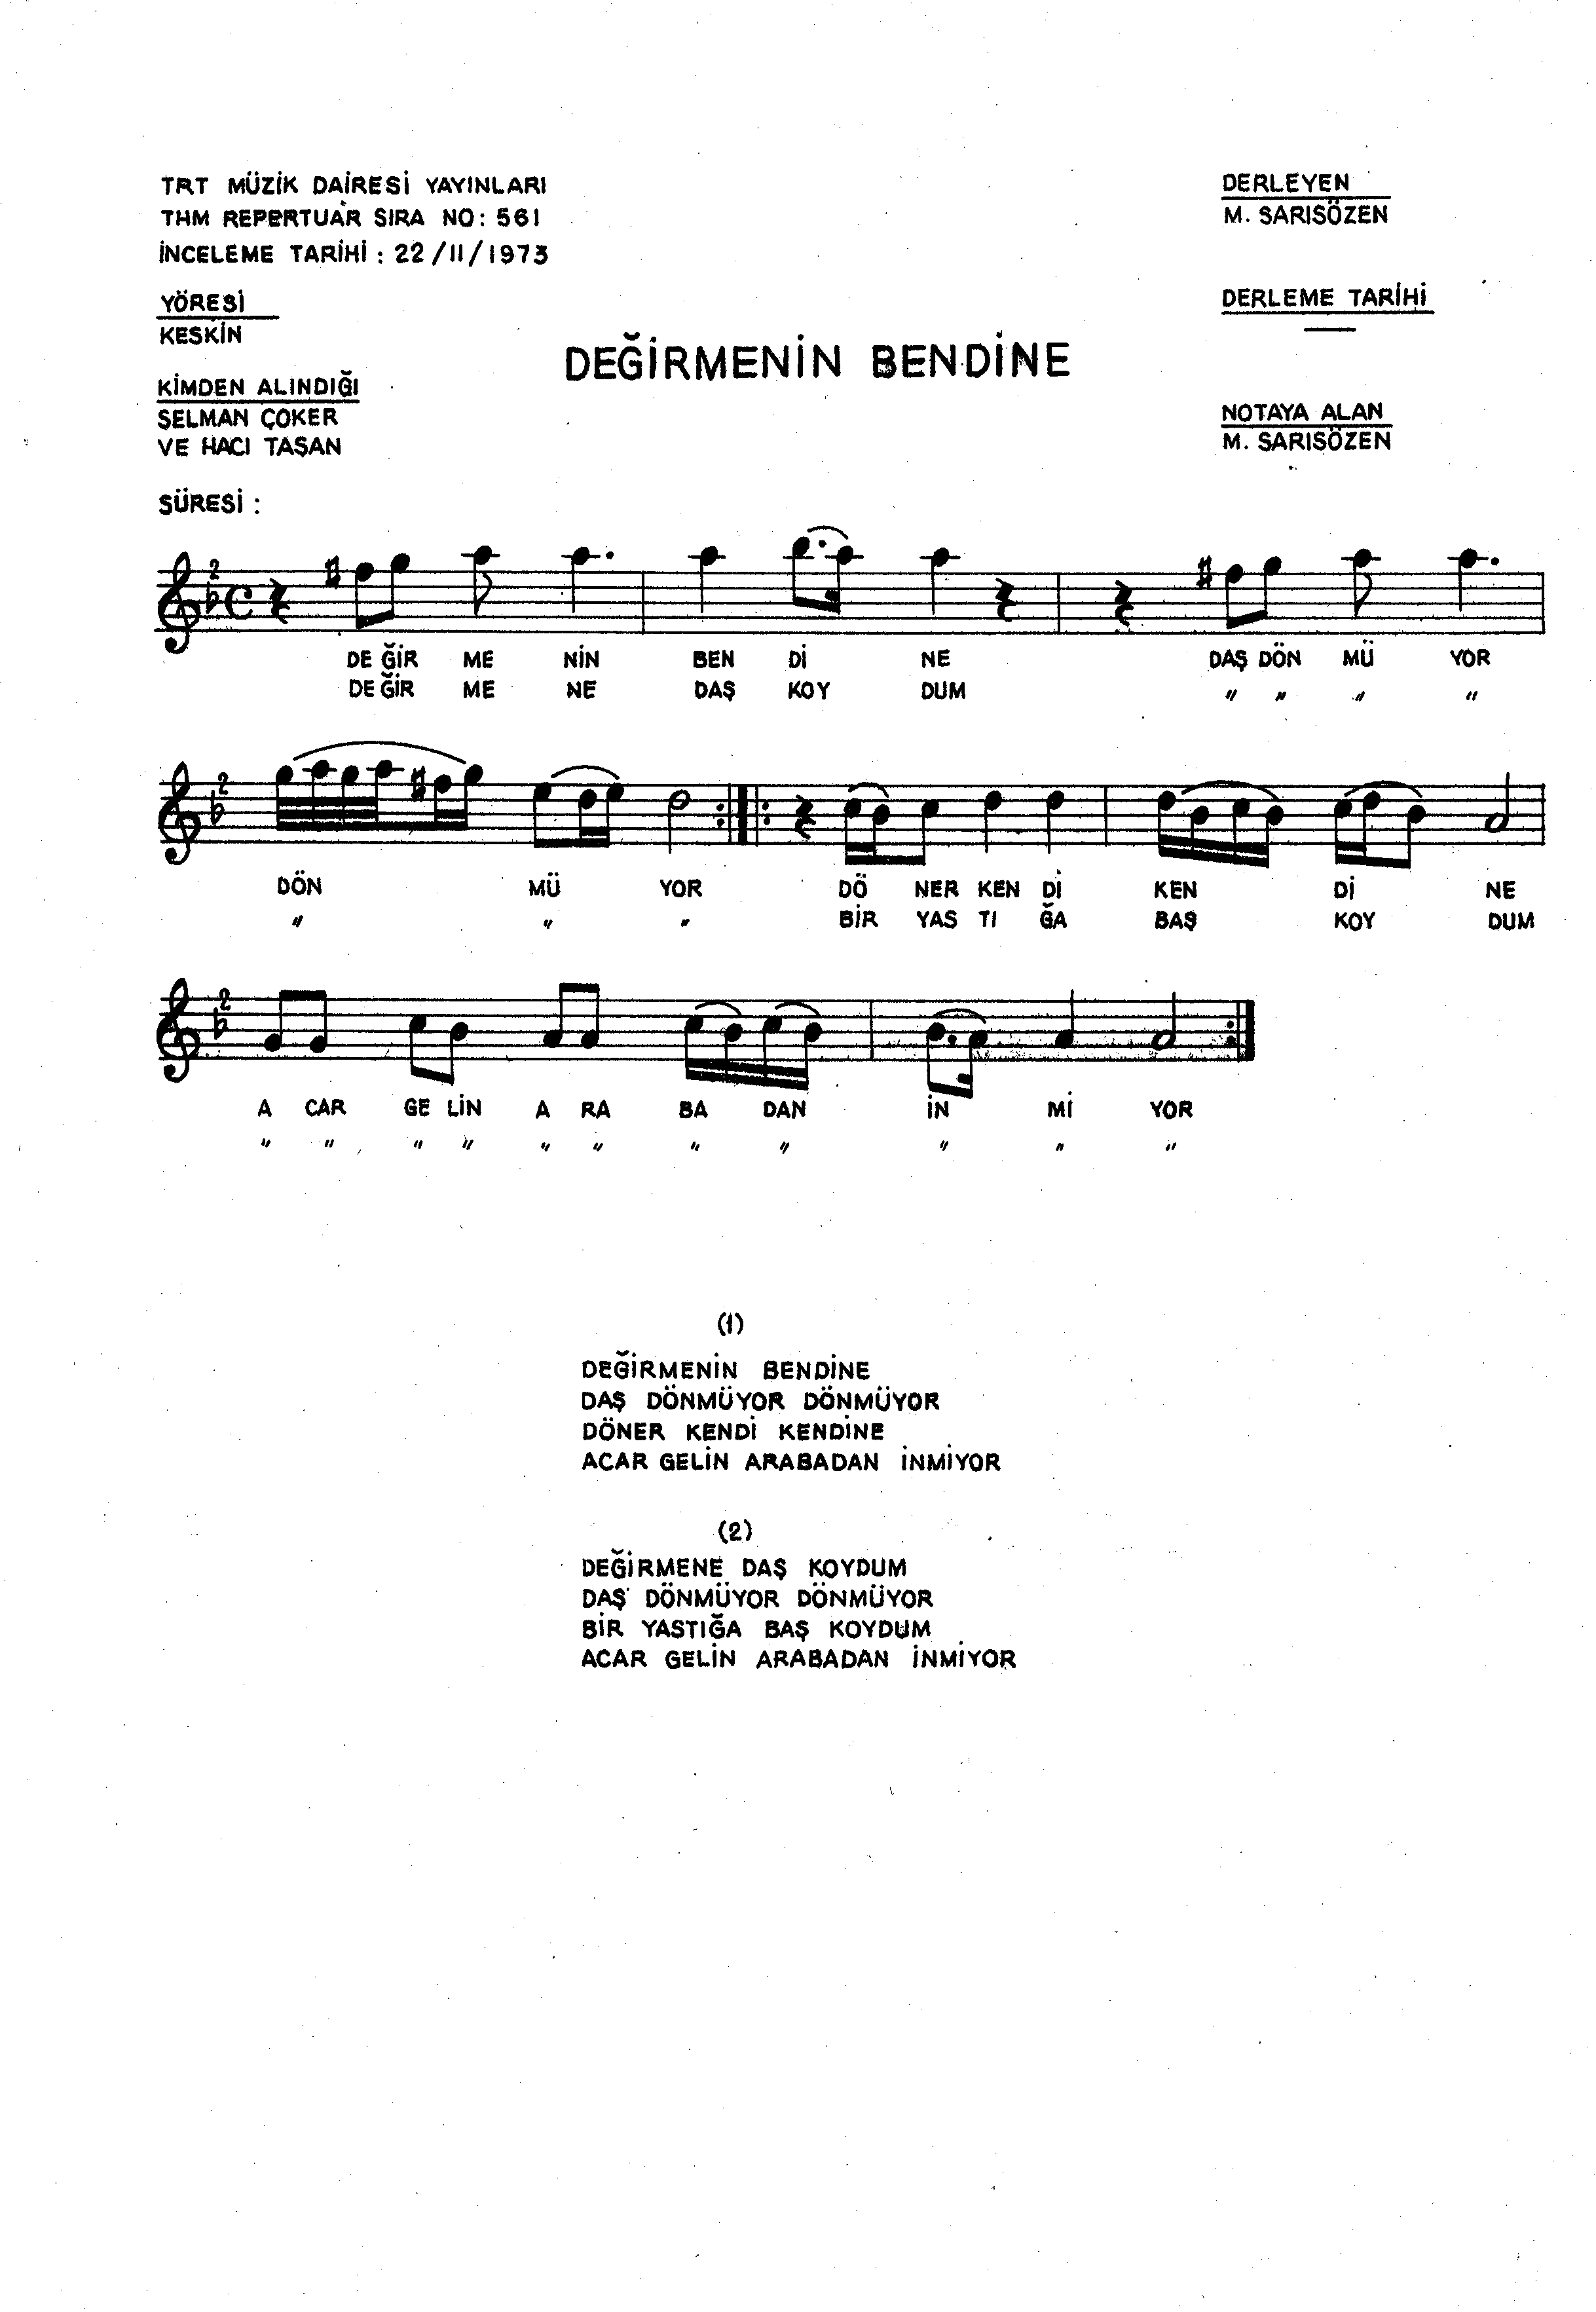 TRT MÜZİK DAİRESİ YAYINLARI
THM REPERTUAR SIRA NO: 561
İNCELEME TARİHİ : 22/11/1973
YÖRESİ
KESKİN
KİMDEN ALINDIĞI
SELMAN ÇOKER
VE HACI TAŞAN
SÜRESİ :
DEĞİRMENİN BENDİNE
DERLEYEN
M. SARISÖZEN
DERLEME TARİHİ
NOTAYA ALAN
M. SARISÖZEN
2
DE ĞİR ME NİN BEN Dİ NE DAŞ DÖN MÜ YOR
DE ĞİR ME NE DAŞ KOY DUM " " " "
2
DÖN MÜ YOR DÖ NER KEN Dİ KEN Dİ NE
" " " BİR YAS TI ĞA BAŞ KOY DUM
2
A CAR GE LİN A RA BA DAN İN Mİ YOR
" " " " " " " " " " "
(1)
DEĞİRMENİN BENDİNE
DAŞ DÖNMÜYOR DÖNMÜYOR
DÖNER KENDİ KENDİNE
ACAR GELİN ARABADAN İNMİYOR
(2)
DEĞİRMENE DAŞ KOYDUM
DAŞ DÖNMÜYOR DÖNMÜYOR
BİR YASTIĞA BAŞ KOYDUM
ACAR GELİN ARABADAN İNMİYOR